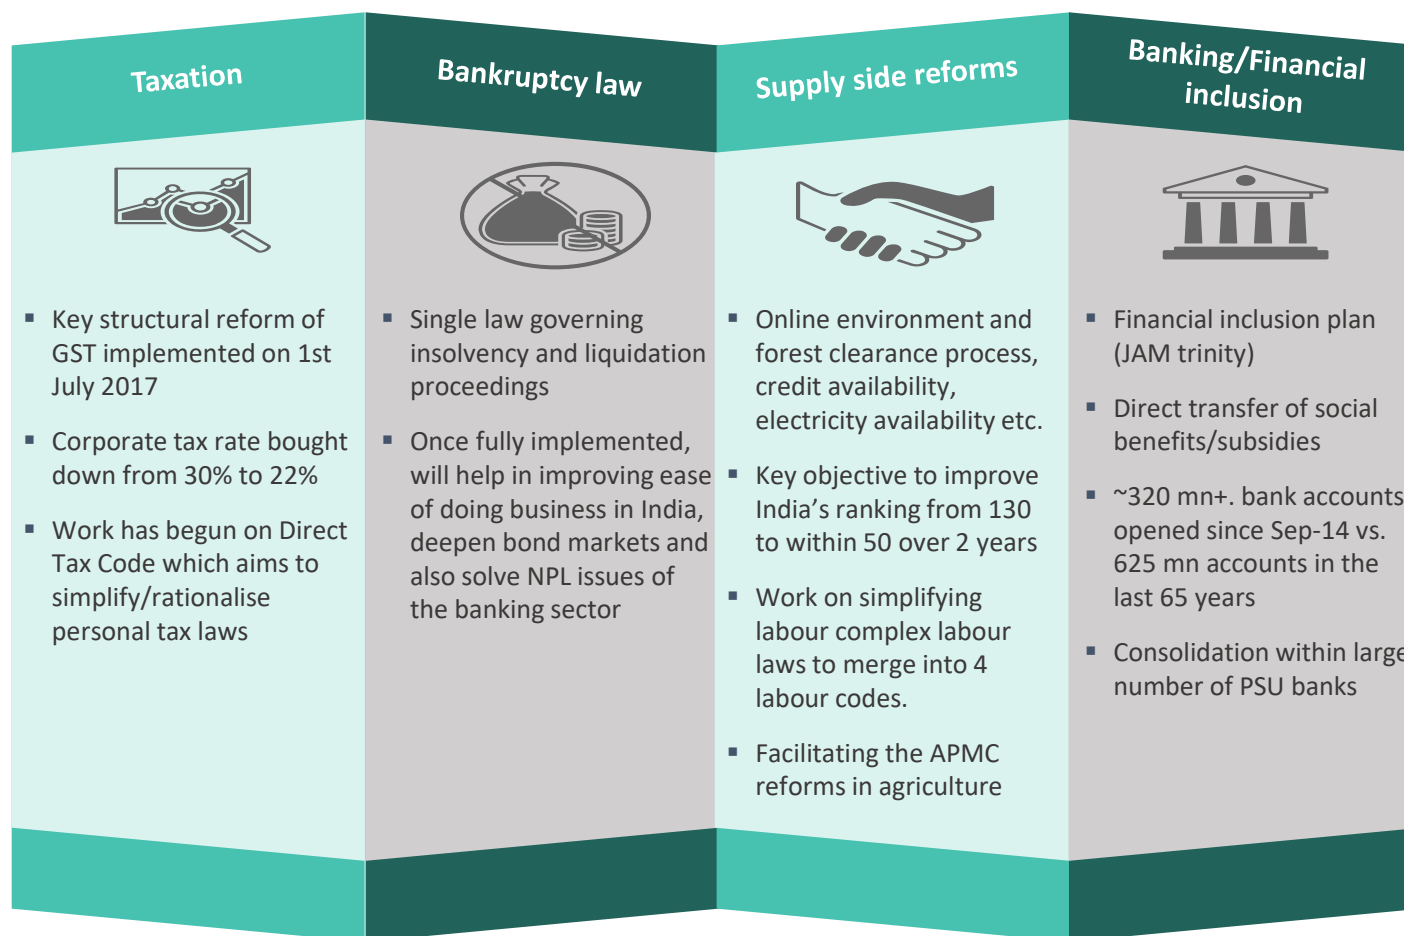 Taxation
Key structural reform of
GST implemented on 1st
July 2017
Corporate tax rate bought
down from 30% to 22%
Work has begun on Direct
Tax Code which aims to
simplify/rationalise
personal tax laws
Bankruptcy law
Single law governing
insolvency and liquidation
proceedings
Once fully implemented,
will help in improving ease
of doing business in India,
deepen bond markets and
also solve NPL issues of
the banking sector
Supply side reforms
Online environment and
forest clearance process,
credit availability,
electricity availability etc.
Key objective to improve
India’s ranking from 130
to within 50 over 2 years
Work on simplifying
labour complex labour
laws to merge into 4
labour codes.
Facilitating the APMC
reforms in agriculture
Banking/Financial
inclusion
Financial inclusion plan
(JAM trinity)
Direct transfer of social
benefits/subsidies
~320 mn+. bank accounts
opened since Sep-14 vs.
625 mn accounts in the
last 65 years
Consolidation within large
number of PSU banks